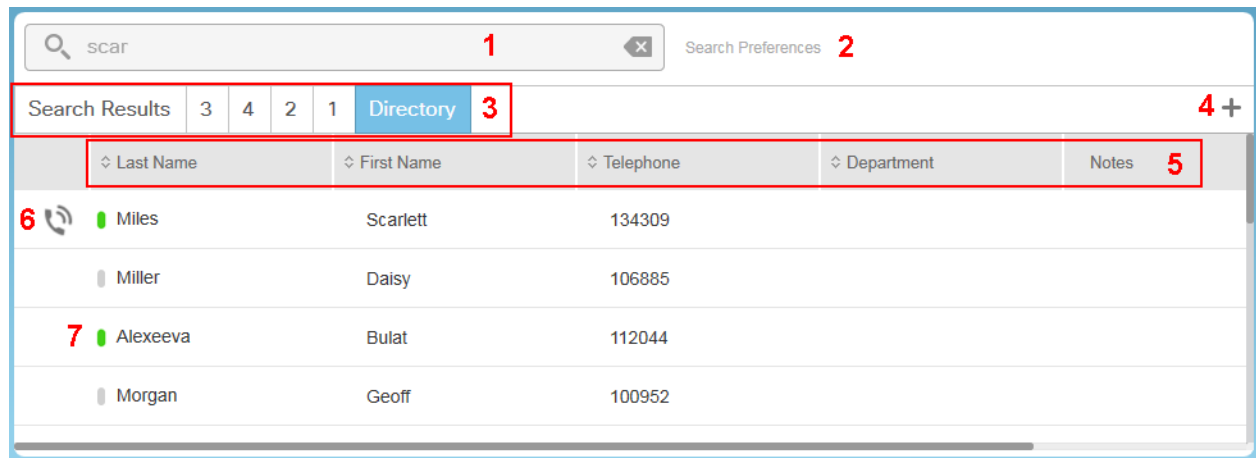 scar 1 Search Preferences 2
Search Results 3 4 2 1 Directory 3 4
Last Name First Name Telephone Department Notes 5
6 Miles Scarlett 134309
Miller Daisy 106885
7 Alexeeva Bulat 112044
Morgan Geoff 100952